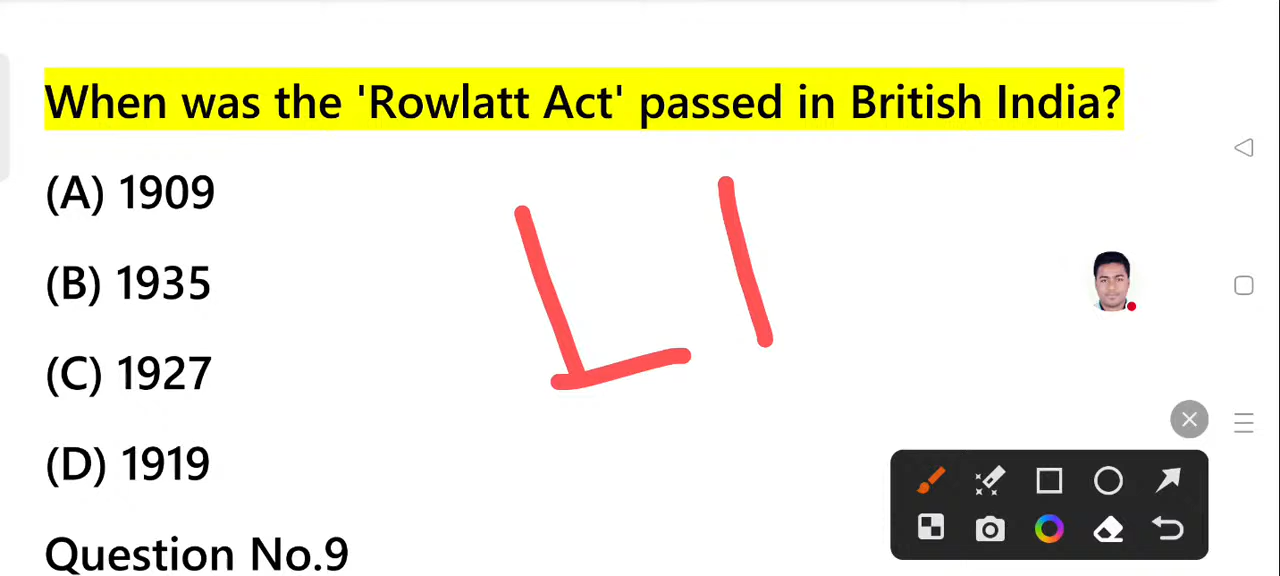 When was the 'Rowlatt Act' passed in British India?
(A) 1909
(B) 1935
(C) 1927
(D) 1919
Question No.9